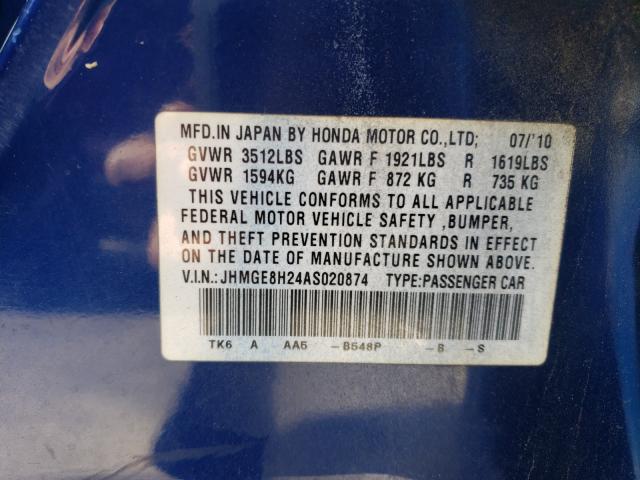 MFD.IN JAPAN BY HONDA MOTOR CO.,LTD; 07/'10
GVWR 3512LBS GAWR F 1921LBS R 1619LBS
GVWR 1594KG GAWR F 872 KG R 735 KG
THIS VEHICLE CONFORMS TO ALL APPLICABLE
FEDERAL MOTOR VEHICLE SAFETY ,BUMPER,
AND THEFT PREVENTION STANDARDS IN EFFECT
ON THE DATE OF MANUFACTURE SHOWN ABOVE.
V.I.N.:JHMGE8H24AS020874 TYPE:PASSENGER CAR
TK6 A AA5 -B548P -B -S